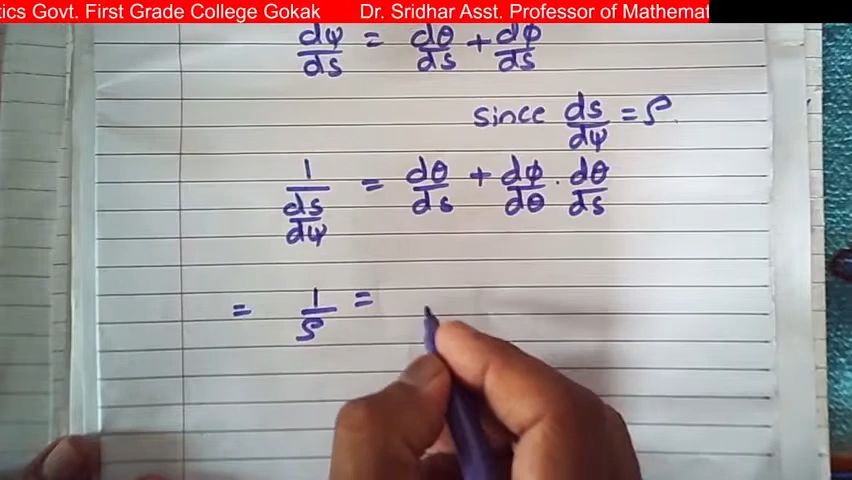 tics Govt. First Grade College Gokak Dr. Sridhar Asst. Professor of Mathemat
dψ/ds = dθ/ds + dϕ/ds
since ds/dψ = ρ.
1/(ds/dψ) = dθ/ds + dϕ/dθ · dθ/ds
= 1/ρ =